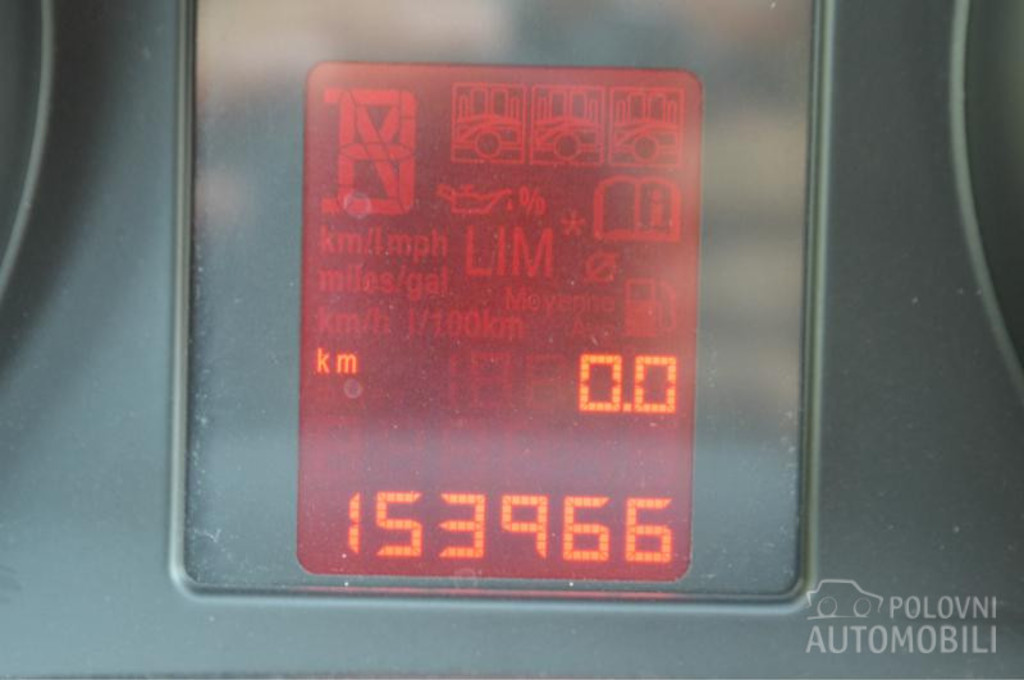 %
km/l mph
LIM *
miles/gal
Moyenne
km/h l/100km
km
0.0
153966
POLOVNI
AUTOMOBILI